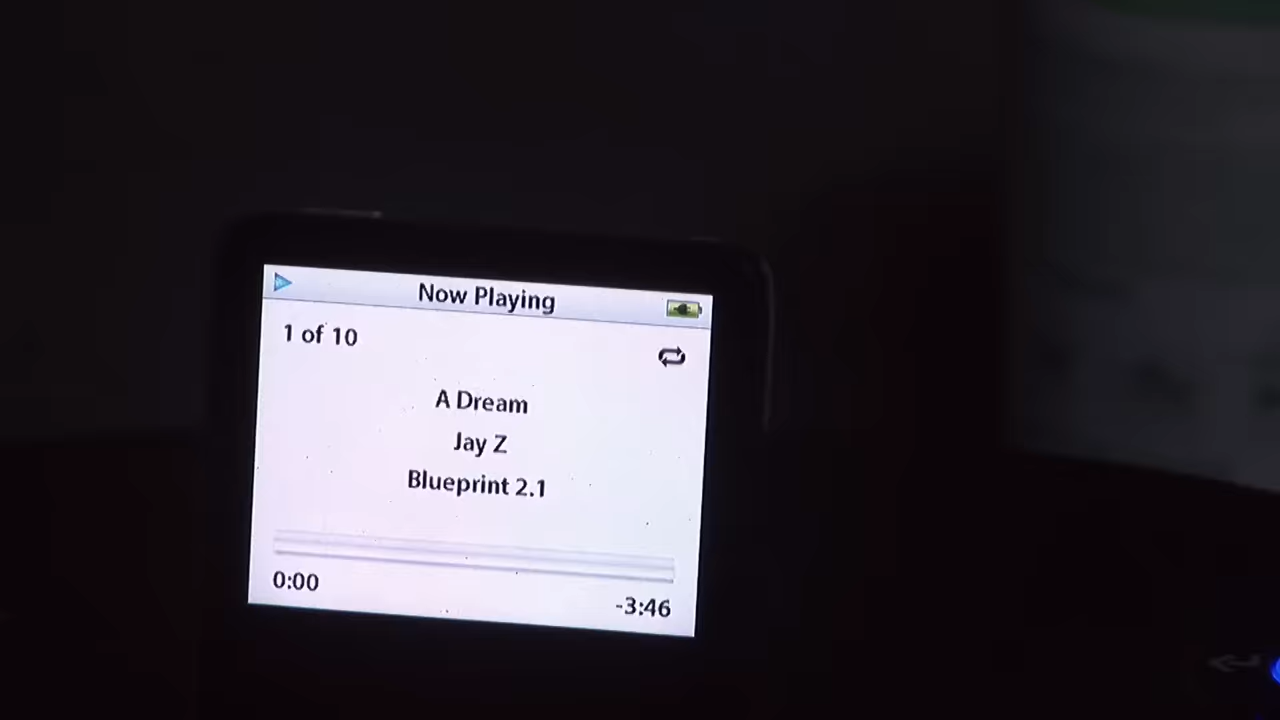 Now Playing
1 of 10
A Dream
Jay Z
Blueprint 2.1
0:00
-3:46